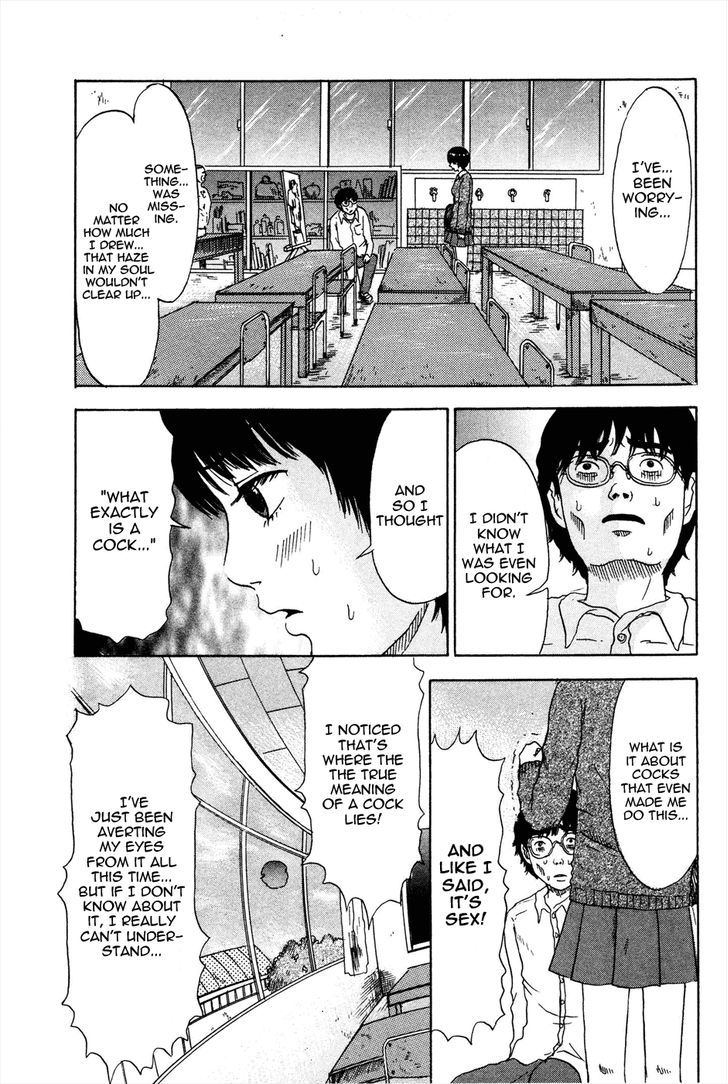 I'VE...
BEEN
WORRY-
ING...
SOME-
THING...
WAS
MISS-
ING.
NO
MATTER
HOW MUCH
I DREW...
THAT HAZE
IN MY SOUL
WOULDN'T
CLEAR UP...
I DIDN'T
KNOW
WHAT I
WAS EVEN
LOOKING
FOR.
AND
SO I
THOUGHT
"WHAT
EXACTLY
IS A
COCK..."
WHAT IS
IT ABOUT
COCKS
THAT EVEN
MADE ME
DO THIS...
AND
LIKE I
SAID,
IT'S
SEX!
I NOTICED
THAT'S
WHERE THE
THE TRUE
MEANING
OF A COCK
LIES!
I'VE
JUST BEEN
AVERTING
MY EYES
FROM IT ALL
THIS TIME...
BUT IF I DON'T
KNOW ABOUT
IT, I REALLY
CAN'T UNDER-
STAND...